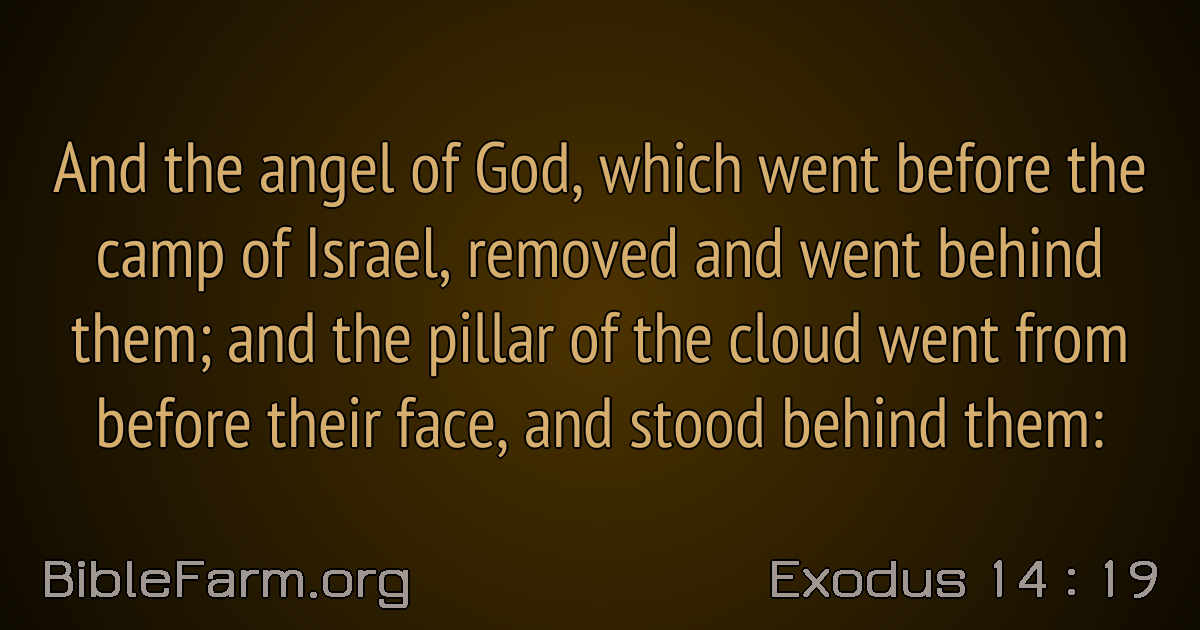 And the angel of God, which went before the
camp of Israel, removed and went behind
them; and the pillar of the cloud went from
before their face, and stood behind them:
BibleFarm.org
Exodus 14 : 19